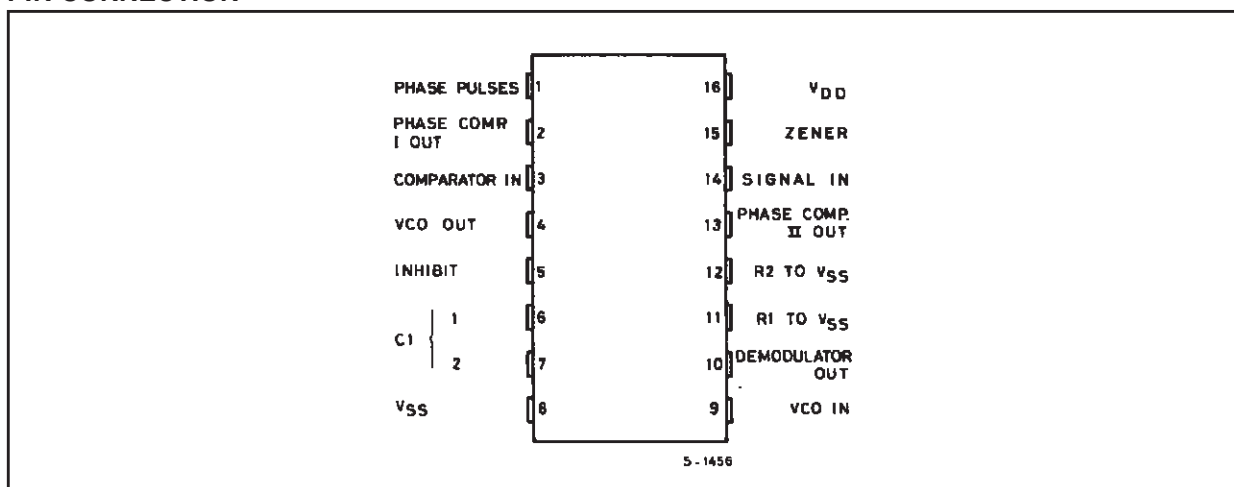 PHASE PULSES 1
PHASE COMR
I OUT 2
COMPARATOR IN 3
VCO OUT 4
INHIBIT 5
C1 { 1 6
2 7
VSS 8
16 VDD
15 ZENER
14 SIGNAL IN
13 PHASE COMP.
II OUT
12 R2 TO VSS
11 R1 TO VSS
10 DEMODULATOR
OUT
9 VCO IN
5-1456